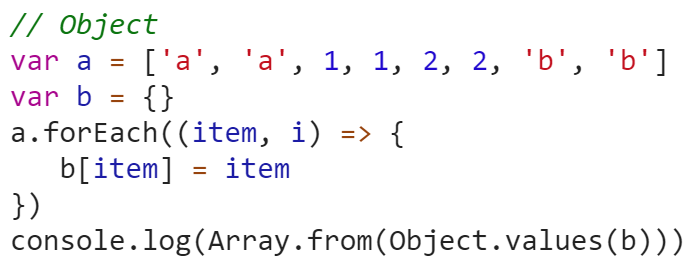 // Object
var a = ['a', 'a', 1, 1, 2, 2, 'b', 'b']
var b = {}
a.forEach((item, i) => {
   b[item] = item
})
console.log(Array.from(Object.values(b)))